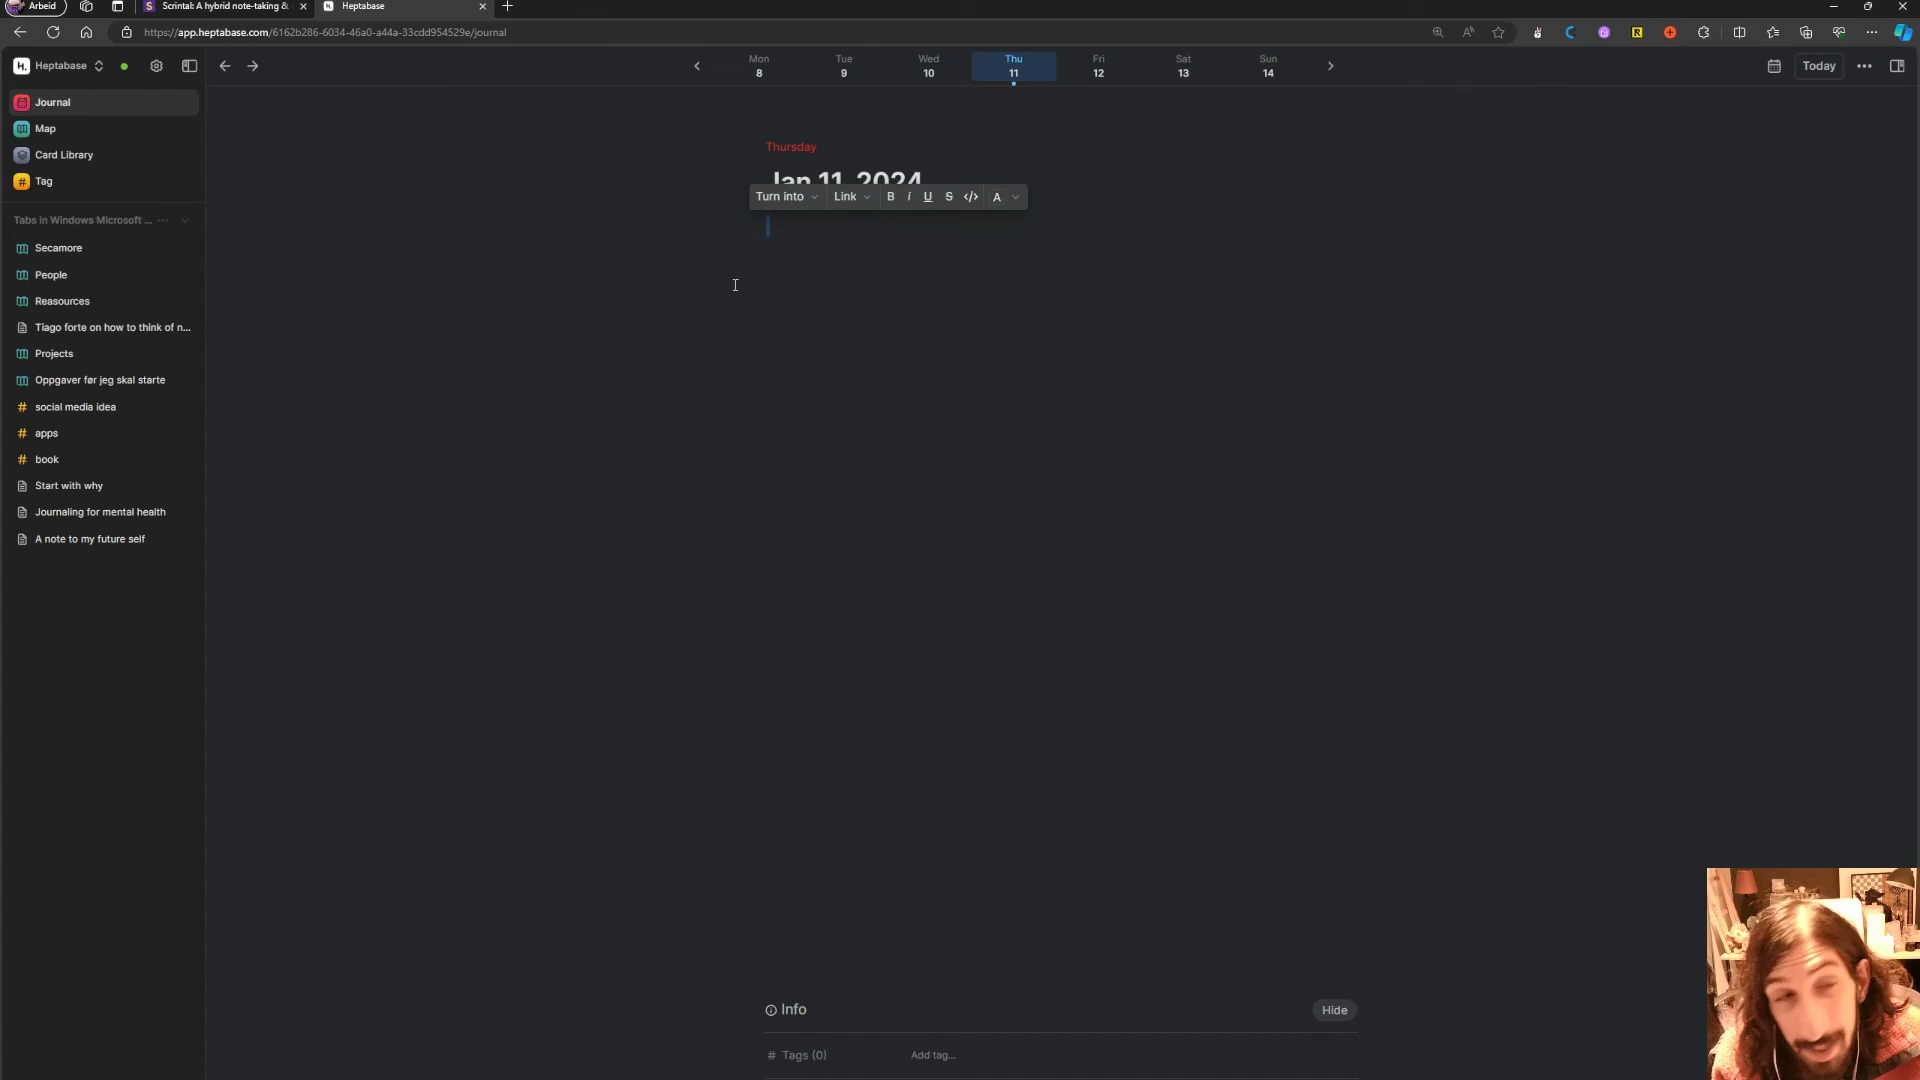 Arbeid
Scrintal: A hybrid note-taking &
Heptabase
https://app.heptabase.com/6162b286-6034-46a0-a44a-33cdd954529e/journal
Heptabase
Mon
8
Tue
9
Wed
10
Thu
11
Fri
12
Sat
13
Sun
14
Today
Journal
Map
Card Library
Tag
Tabs in Windows Microsoft ...
Secamore
People
Reasources
Tiago forte on how to think of n...
Projects
Oppgaver før jeg skal starte
social media idea
apps
book
Start with why
Journaling for mental health
A note to my future self
Thursday
Jan 11, 2024
Turn into
Link
B
i
U
S
</>
A
Info
Hide
# Tags (0)
Add tag...